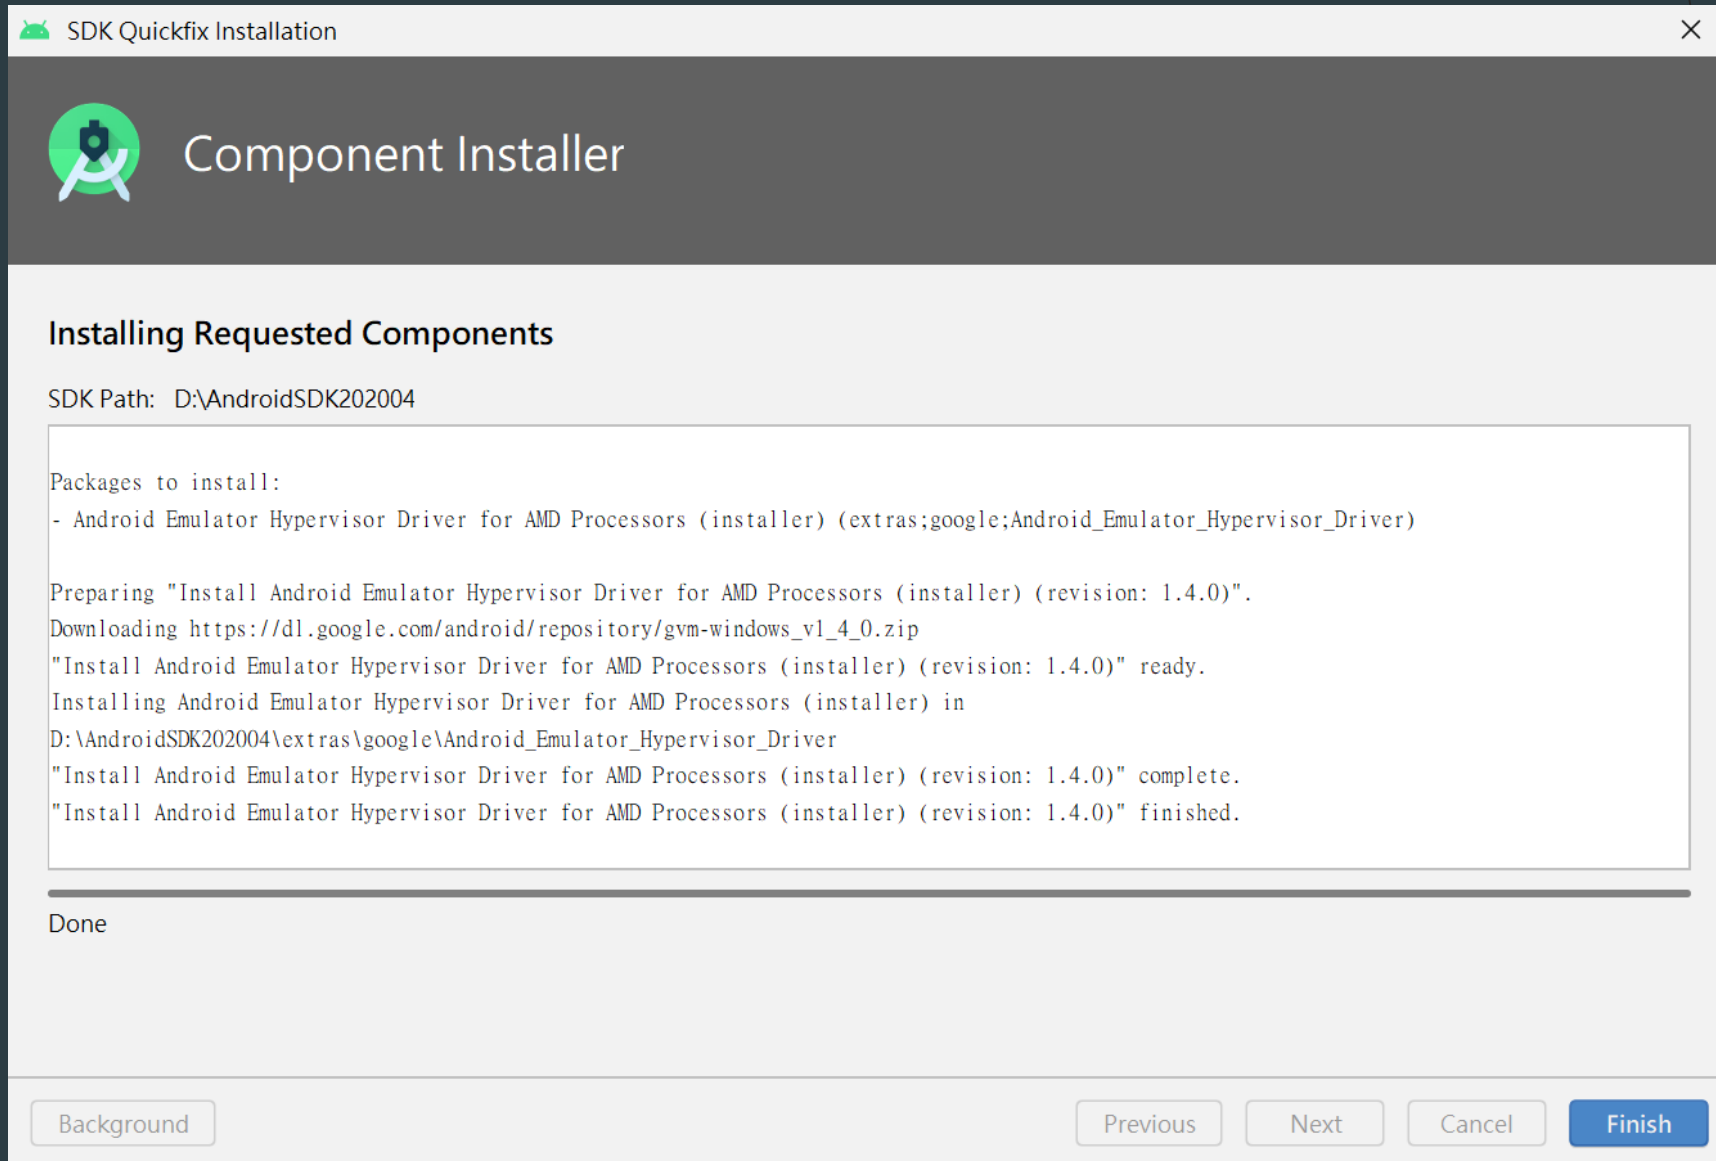 SDK Quickfix Installation
Component Installer
Installing Requested Components
SDK Path: D:\AndroidSDK202004
Packages to install:
- Android Emulator Hypervisor Driver for AMD Processors (installer) (extras;google;Android_Emulator_Hypervisor_Driver)
Preparing "Install Android Emulator Hypervisor Driver for AMD Processors (installer) (revision: 1.4.0)".
Downloading https://dl.google.com/android/repository/gvm-windows_v1_4_0.zip
"Install Android Emulator Hypervisor Driver for AMD Processors (installer) (revision: 1.4.0)" ready.
Installing Android Emulator Hypervisor Driver for AMD Processors (installer) in
D:\AndroidSDK202004\extras\google\Android_Emulator_Hypervisor_Driver
"Install Android Emulator Hypervisor Driver for AMD Processors (installer) (revision: 1.4.0)" complete.
"Install Android Emulator Hypervisor Driver for AMD Processors (installer) (revision: 1.4.0)" finished.
Done
Background Previous Next Cancel Finish